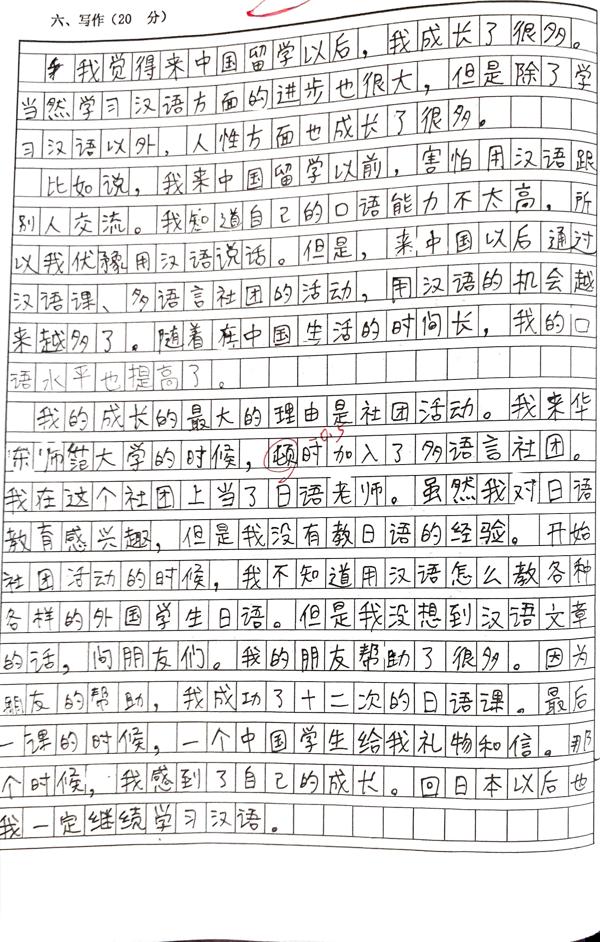 六、写作（20 分）
我觉得来中国留学以后，我成长了很多。
当然学习汉语方面的进步也很大，但是除了学
习汉语以外，人性方面也成长了很多。
比如说，我来中国留学以前，害怕用汉语跟
别人交流。我知道自己的口语能力不太高，所
以我伏豫用汉语说话。但是，来中国以后通过
汉语课、多语言社团的活动，用汉语的机会越
来越多了。随着在中国生活的时间长，我的口
语水平也提高了。
我的成长的最大的理由是社团活动。我来华
东师范大学的时候，顿时加入了多语言社团。
0.5
我在这个社团上当了日语老师。虽然我对日语
教育感兴趣，但是我没有教日语的经验。开始
社团活动的时候，我不知道用汉语怎么教各种
各样的外国学生日语。但是我没想到汉语文章
的话，问朋友们。我的朋友帮助了很多。因为
朋友的帮助，我成功了十二次的日语课。最后
一课的时候，一个中国学生给我礼物和信。那
个时候，我感到了自己的成长。回日本以后也
我一定继续学习汉语。